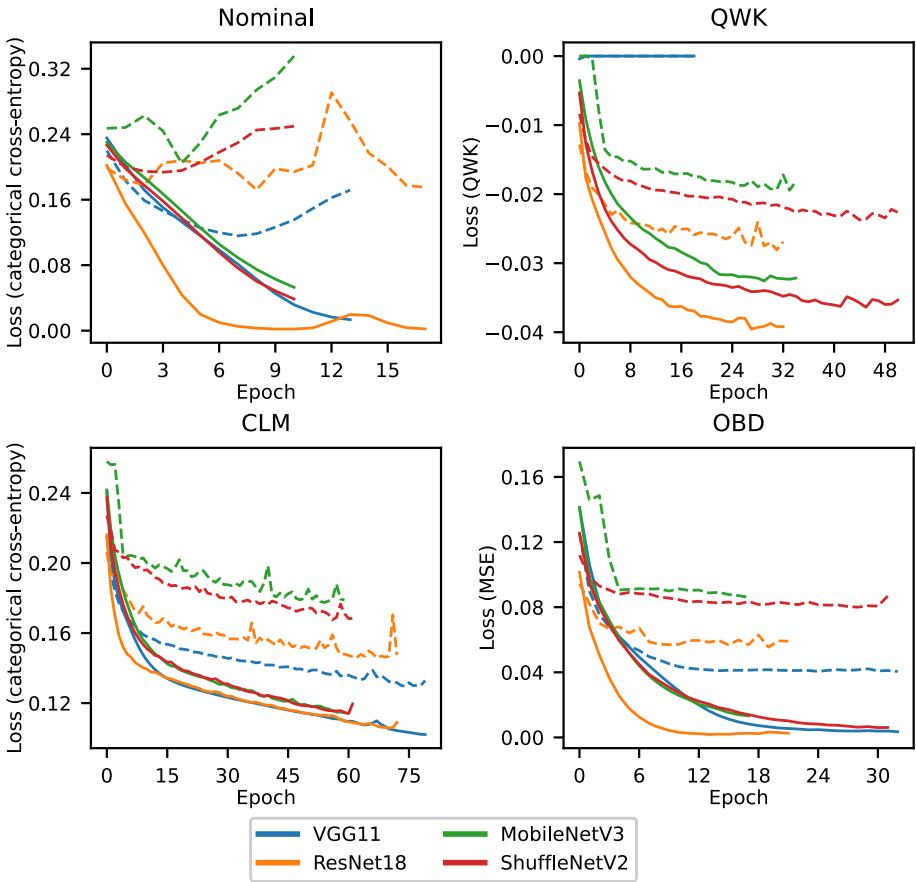 Nominal
QWK
Loss (categorical cross-entropy)
0.32
0.24
0.16
0.08
0.00
0 3 6 9 12 15
Epoch
Loss (QWK)
−0.00
−0.01
−0.02
−0.03
−0.04
0 8 16 24 32 40 48
Epoch
CLM
OBD
Loss (categorical cross-entropy)
0.24
0.20
0.16
0.12
0 15 30 45 60 75
Epoch
Loss (MSE)
0.16
0.12
0.08
0.04
0.00
0 6 12 18 24 30
Epoch
VGG11
ResNet18
MobileNetV3
ShuffleNetV2